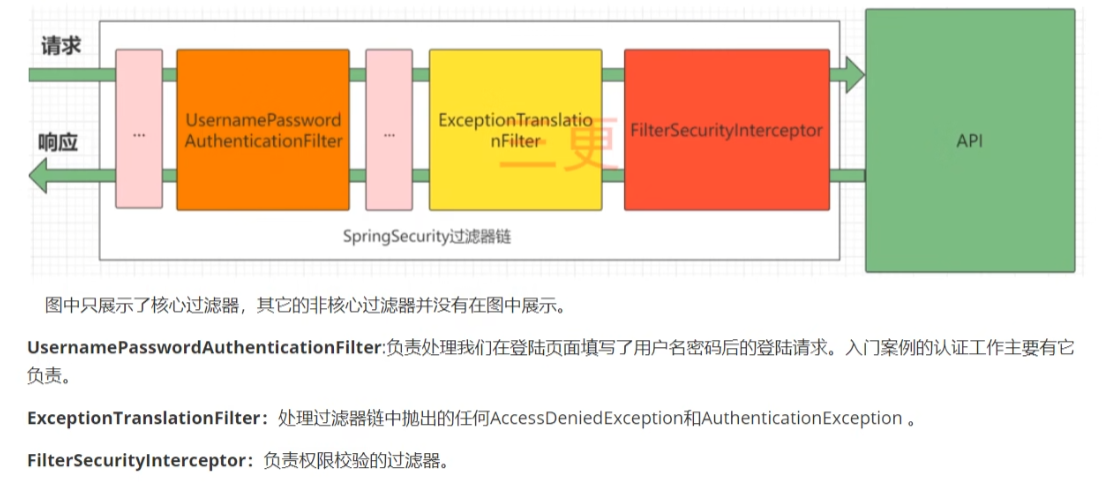 请求
响应
...
UsernamePassword
AuthenticationFilter
...
ExceptionTranslatio
nFilter
三更
FilterSecurityInterceptor
API
SpringSecurity过滤器链
图中只展示了核心过滤器，其它的非核心过滤器并没有在图中展示。
UsernamePasswordAuthenticationFilter:负责处理我们在登陆页面填写了用户名密码后的登陆请求。入门案例的认证工作主要有它
负责。
ExceptionTranslationFilter：处理过滤器链中抛出的任何AccessDeniedException和AuthenticationException 。
FilterSecurityInterceptor：负责权限校验的过滤器。